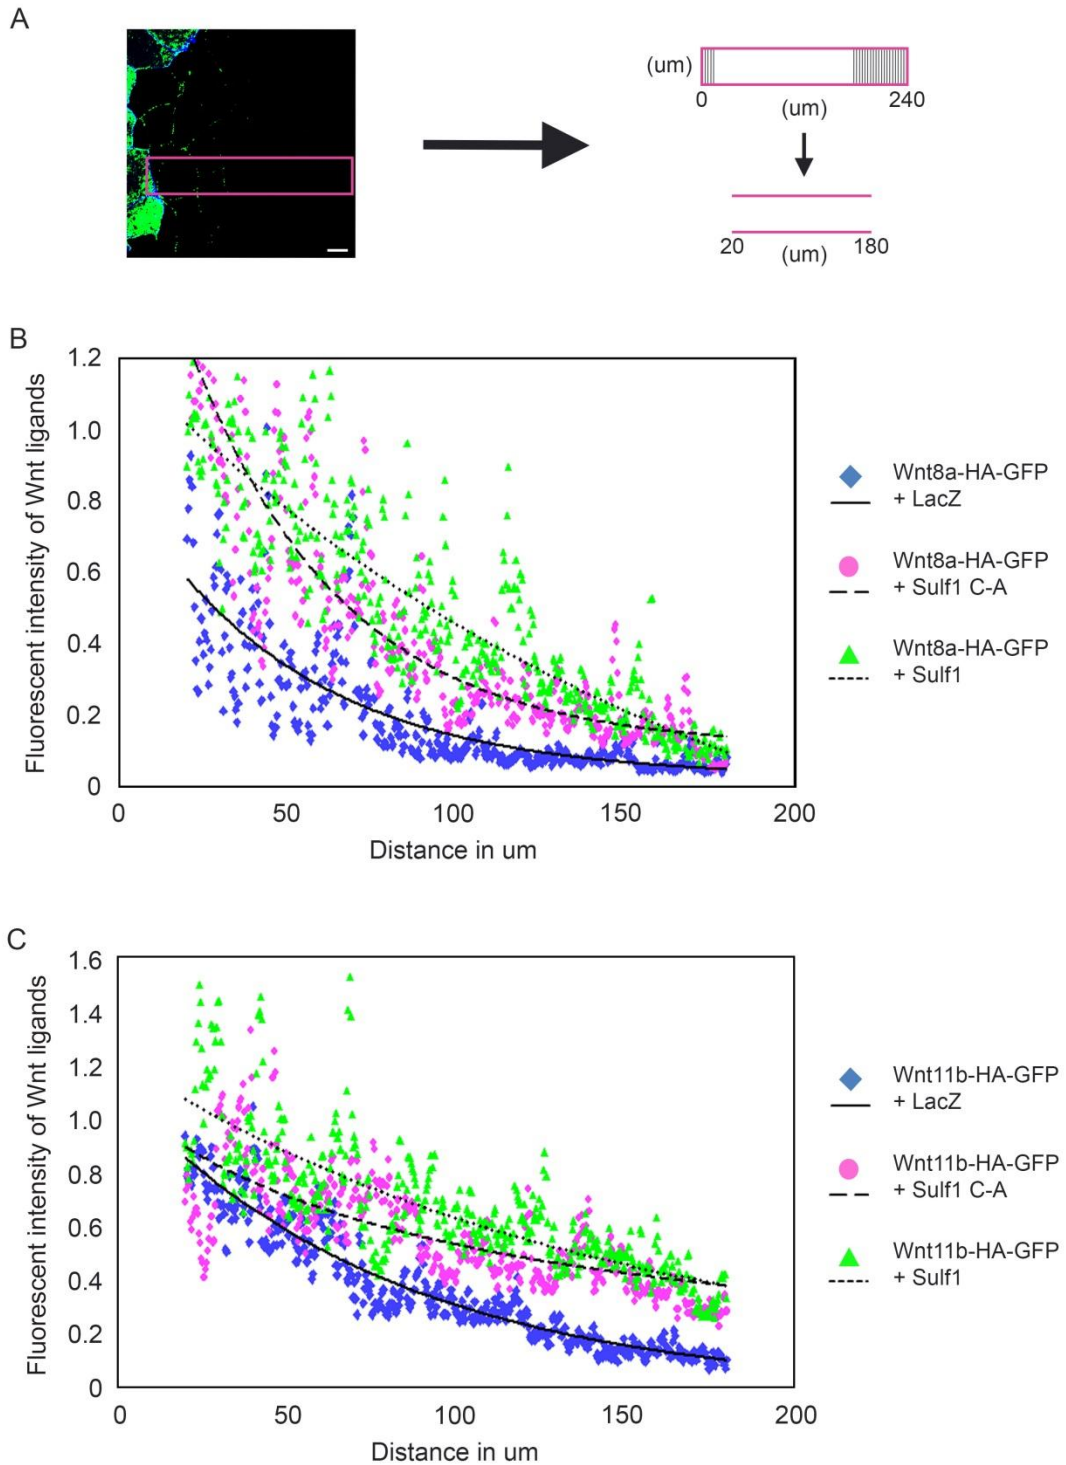 A
(um)
0
(um)
240
20
(um)
180
B
Fluorescent intensity of Wnt ligands
1.2
1.0
0.8
0.6
0.4
0.2
0
0
50
100
150
200
Distance in um
Wnt8a-HA-GFP
+ LacZ
Wnt8a-HA-GFP
+ Sulf1 C-A
Wnt8a-HA-GFP
+ Sulf1
C
Fluorescent intensity of Wnt ligands
1.6
1.4
1.2
1.0
0.8
0.6
0.4
0.2
0
0
50
100
150
200
Distance in um
Wnt11b-HA-GFP
+ LacZ
Wnt11b-HA-GFP
+ Sulf1 C-A
Wnt11b-HA-GFP
+ Sulf1